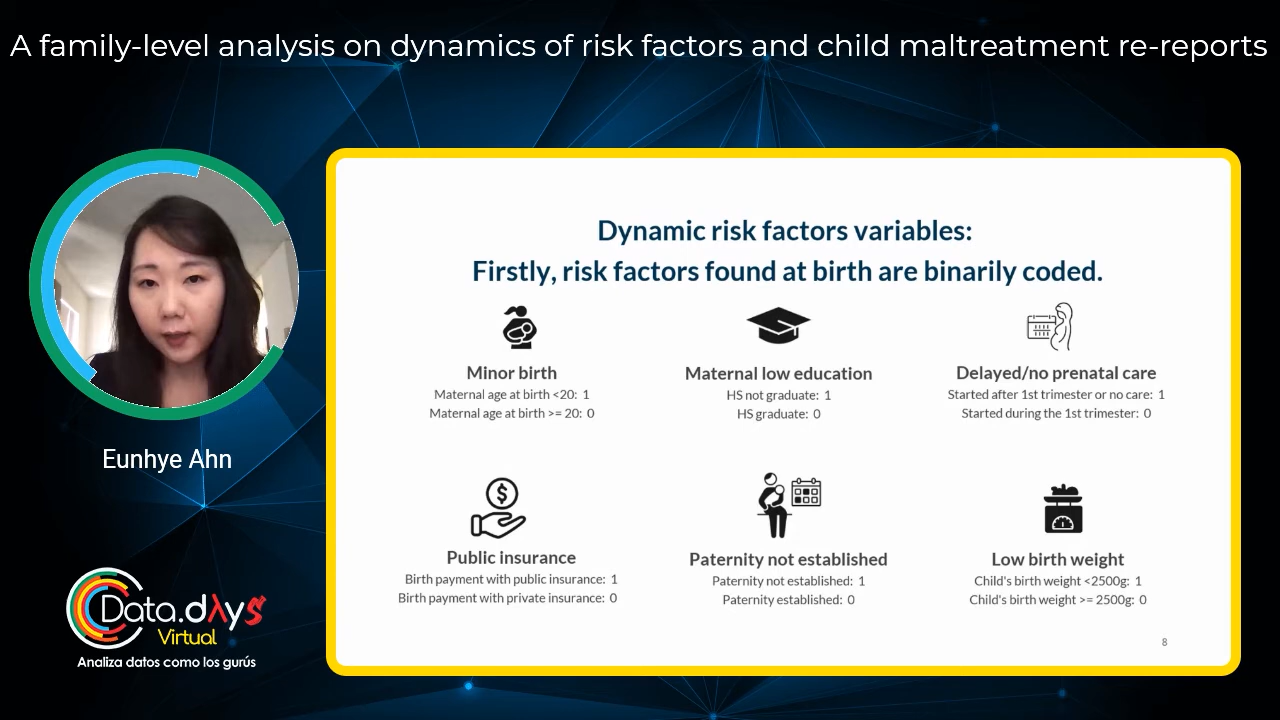 A family-level analysis on dynamics of risk factors and child maltreatment re-reports
Eunhye Ahn
Data.dAys
Virtual
Analiza datos como los gurús
Dynamic risk factors variables:
Firstly, risk factors found at birth are binarily coded.
Minor birth
Maternal age at birth <20: 1
Maternal age at birth >= 20: 0
Maternal low education
HS not graduate: 1
HS graduate: 0
Delayed/no prenatal care
Started after 1st trimester or no care: 1
Started during the 1st trimester: 0
$
Public insurance
Birth payment with public insurance: 1
Birth payment with private insurance: 0
Paternity not established
Paternity not established: 1
Paternity established: 0
Low birth weight
Child's birth weight <2500g: 1
Child's birth weight >= 2500g: 0
8